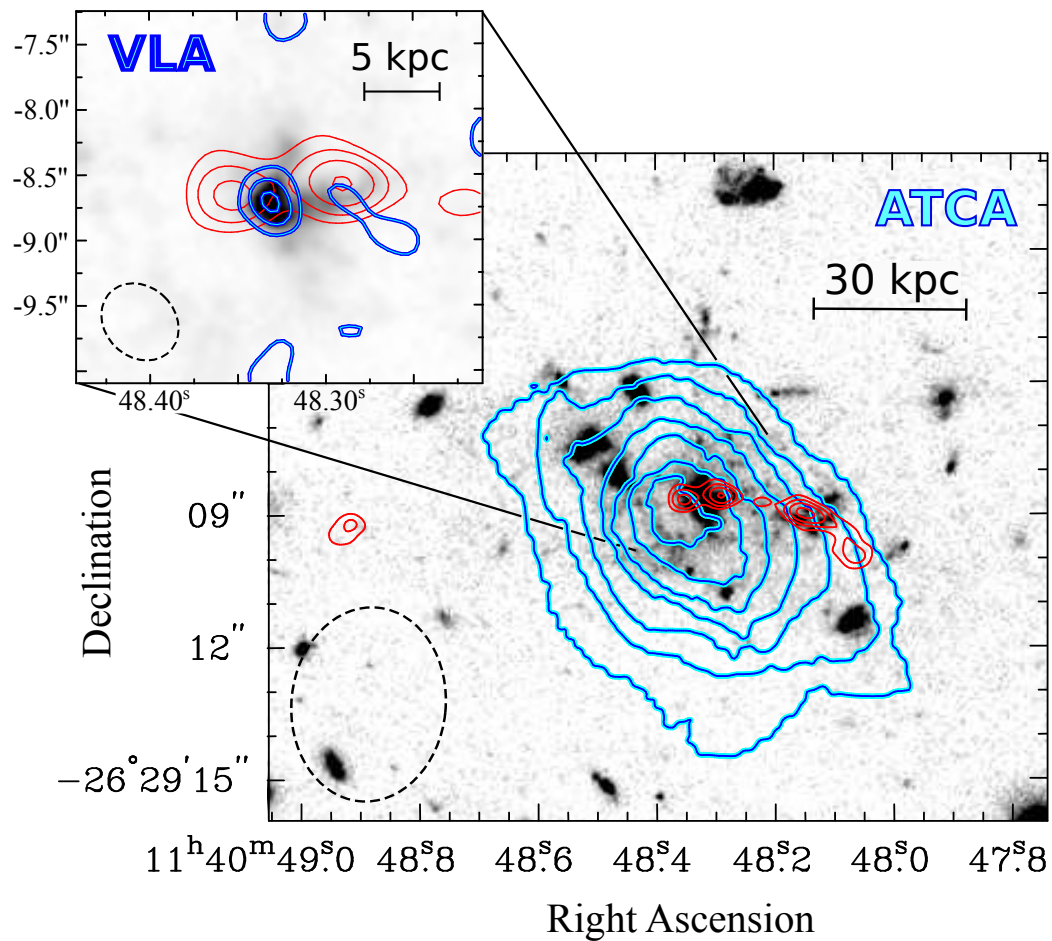 VLA
5 kpc
-7.5"
-8.0"
-8.5"
-9.0"
-9.5"
48.40ˢ 48.30ˢ
ATCA
30 kpc
Declination
09"
12"
−26°29'15"
11ʰ40ᵐ49ˢ.0 48ˢ.8 48ˢ.6 48ˢ.4 48ˢ.2 48ˢ.0 47ˢ.8
Right Ascension